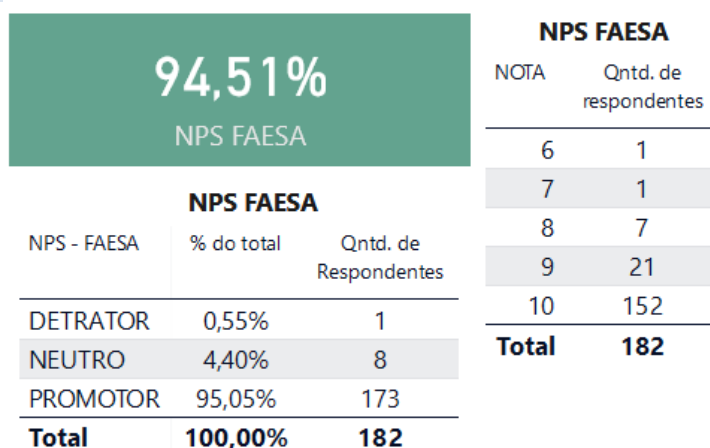 94,51%
NPS FAESA
NPS FAESA
NPS - FAESA % do total Qntd. de Respondentes
DETRATOR 0,55% 1
NEUTRO 4,40% 8
PROMOTOR 95,05% 173
Total 100,00% 182
NPS FAESA
NOTA Qntd. de respondentes
6 1
7 1
8 7
9 21
10 152
Total 182